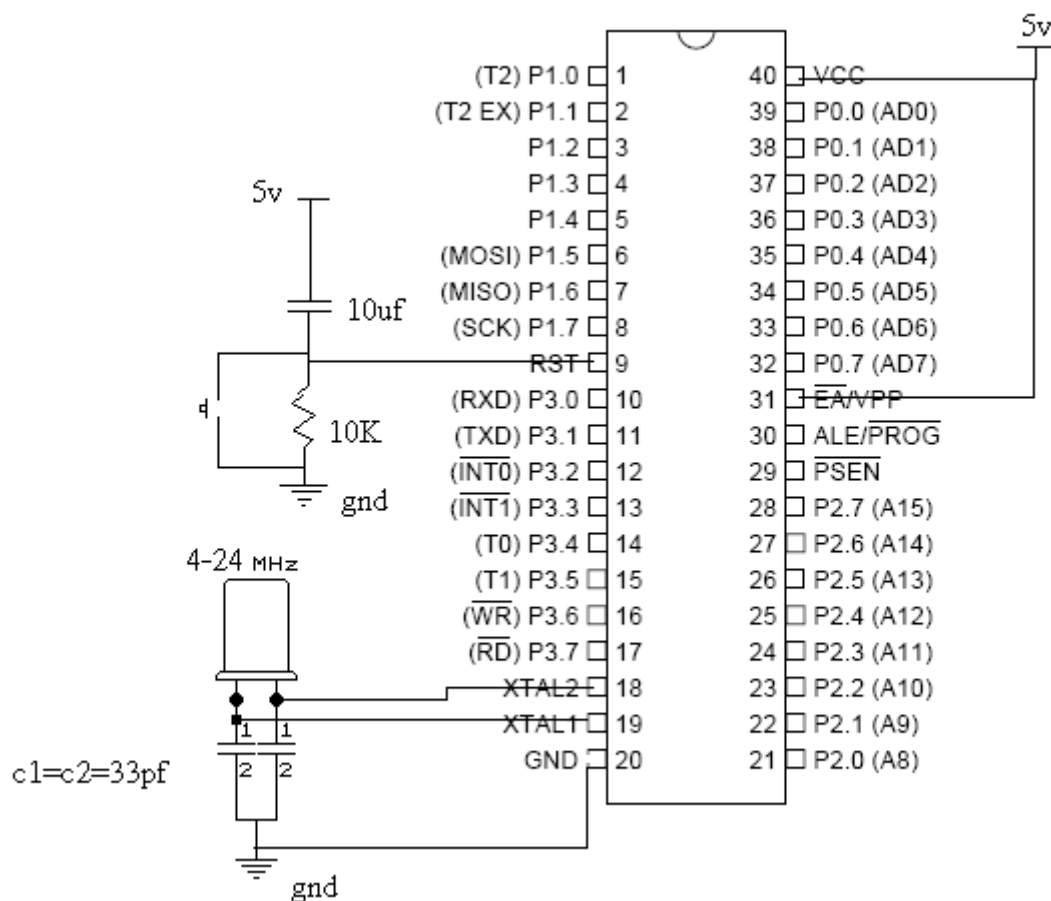 5v
(T2) P1.0 1 40 VCC
(T2 EX) P1.1 2 39 P0.0 (AD0)
P1.2 3 38 P0.1 (AD1)
P1.3 4 37 P0.2 (AD2)
5v
P1.4 5 36 P0.3 (AD3)
(MOSI) P1.5 6 35 P0.4 (AD4)
(MISO) P1.6 7 34 P0.5 (AD5)
10uf
(SCK) P1.7 8 33 P0.6 (AD6)
RST 9 32 P0.7 (AD7)
(RXD) P3.0 10 31 EA/VPP
10K
(TXD) P3.1 11 30 ALE/PROG
(INT0) P3.2 12 29 PSEN
gnd
(INT1) P3.3 13 28 P2.7 (A15)
(T0) P3.4 14 27 P2.6 (A14)
4-24 MHz
(T1) P3.5 15 26 P2.5 (A13)
(WR) P3.6 16 25 P2.4 (A12)
(RD) P3.7 17 24 P2.3 (A11)
XTAL2 18 23 P2.2 (A10)
XTAL1 19 22 P2.1 (A9)
1 1
GND 20 21 P2.0 (A8)
2 2
c1=c2=33pf
gnd